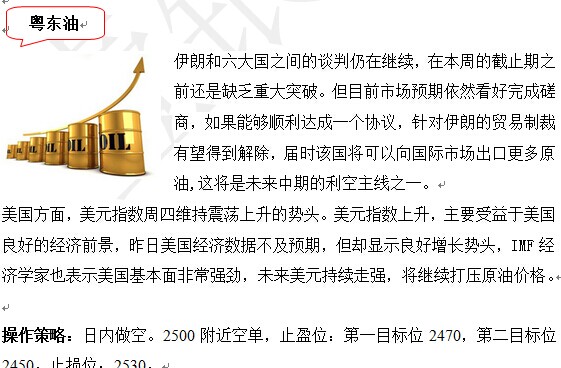 粤东油
伊朗和六大国之间的谈判仍在继续，在本周的截止期之
前还是缺乏重大突破。但目前市场预期依然看好完成磋
商，如果能够顺利达成一个协议，针对伊朗的贸易制裁
有望得到解除，届时该国将可以向国际市场出口更多原
油,这将是未来中期的利空主线之一。
OIL OIL
美国方面，美元指数周四维持震荡上升的势头。美元指数上升，主要受益于美国
良好的经济前景，昨日美国经济数据不及预期，但却显示良好增长势头，IMF 经
济学家也表示美国基本面非常强劲，未来美元持续走强，将继续打压原油价格。
操作策略：日内做空。2500 附近空单，止盈位：第一目标位 2470，第二目标位
2450，止损位，2530。